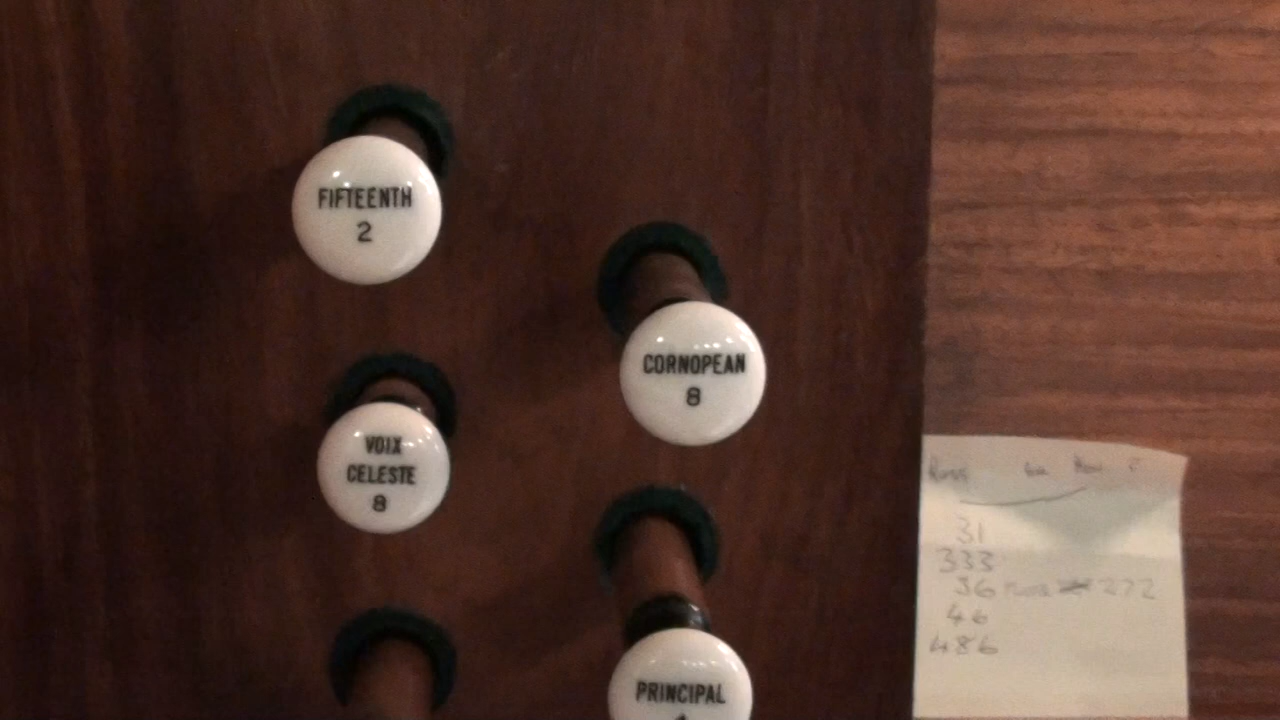 FIFTEENTH
2
CORNOPEAN
8
VOIX
CELESTE
8
PRINCIPAL
31
333
36 272
46
486